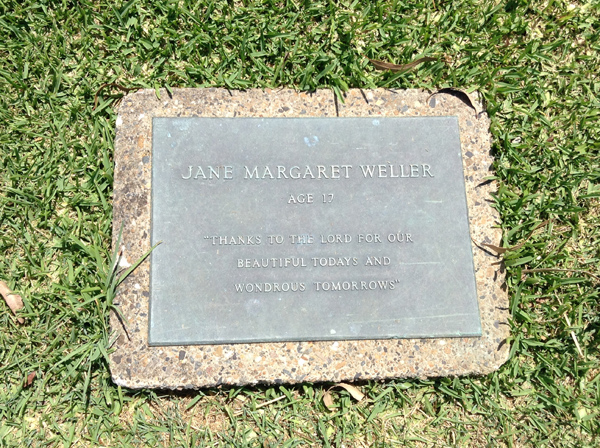 JANE MARGARET WELLER
AGE 17
"THANKS TO THE LORD FOR OUR
BEAUTIFUL TODAYS AND
WONDROUS TOMORROWS"